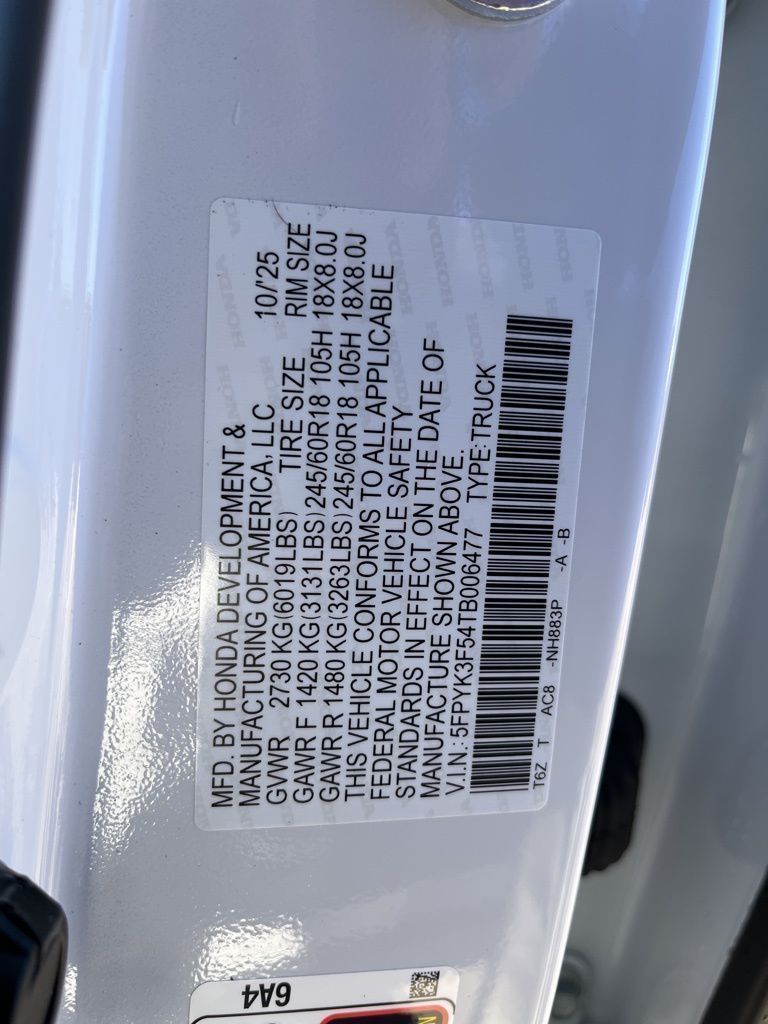 MFD. BY HONDA DEVELOPMENT &
MANUFACTURING OF AMERICA, LLC 10/'25
GVWR 2730 KG(6019LBS) TIRE SIZE RIM SIZE
GAWR F 1420 KG(3131LBS) 245/60R18 105H 18X8.0J
GAWR R 1480 KG(3263LBS) 245/60R18 105H 18X8.0J
THIS VEHICLE CONFORMS TO ALL APPLICABLE
FEDERAL MOTOR VEHICLE SAFETY
STANDARDS IN EFFECT ON THE DATE OF
MANUFACTURE SHOWN ABOVE.
V.I.N.: 5FPYK3F54TB006477 TYPE: TRUCK
T6Z T AC8 -NH883P -A -B
HONDA HONDA HONDA
6A4